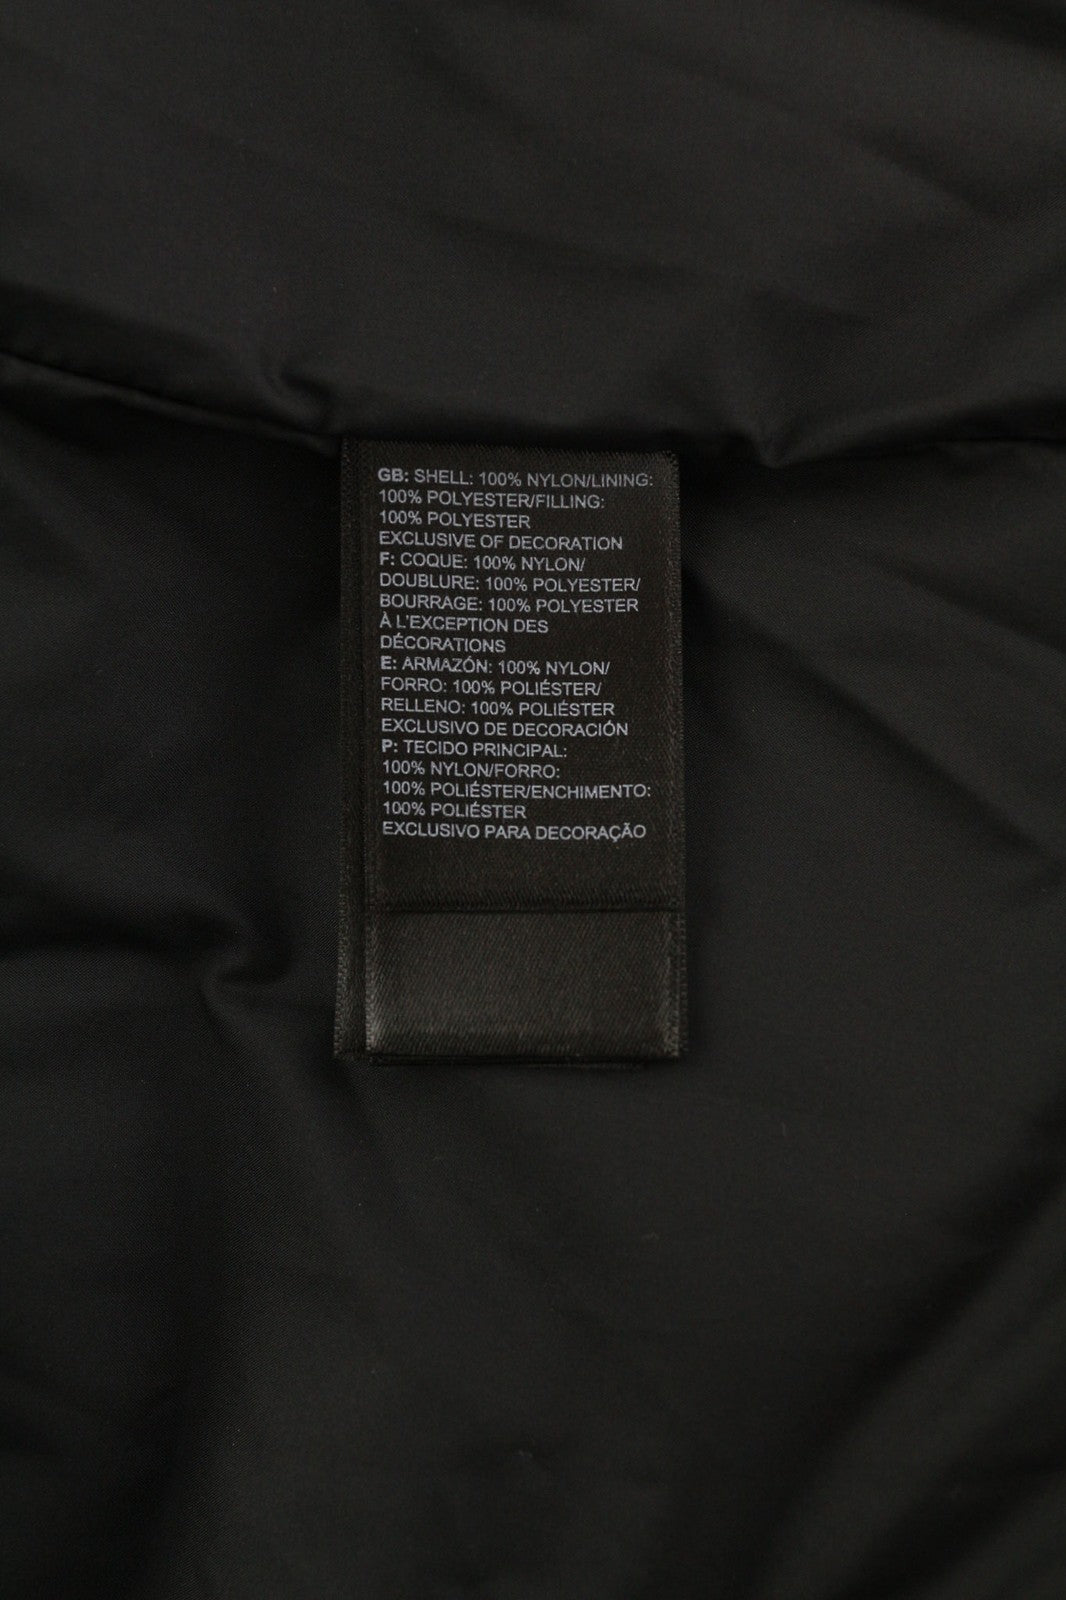 GB: SHELL: 100% NYLON/LINING:
100% POLYESTER/FILLING:
100% POLYESTER
EXCLUSIVE OF DECORATION
F: COQUE: 100% NYLON/
DOUBLURE: 100% POLYESTER/
BOURRAGE: 100% POLYESTER
À L'EXCEPTION DES
DÉCORATIONS
E: ARMAZÓN: 100% NYLON/
FORRO: 100% POLIÉSTER/
RELLENO: 100% POLIÉSTER
EXCLUSIVO DE DECORACIÓN
P: TECIDO PRINCIPAL:
100% NYLON/FORRO:
100% POLIÉSTER/ENCHIMENTO:
100% POLIÉSTER
EXCLUSIVO PARA DECORAÇÃO